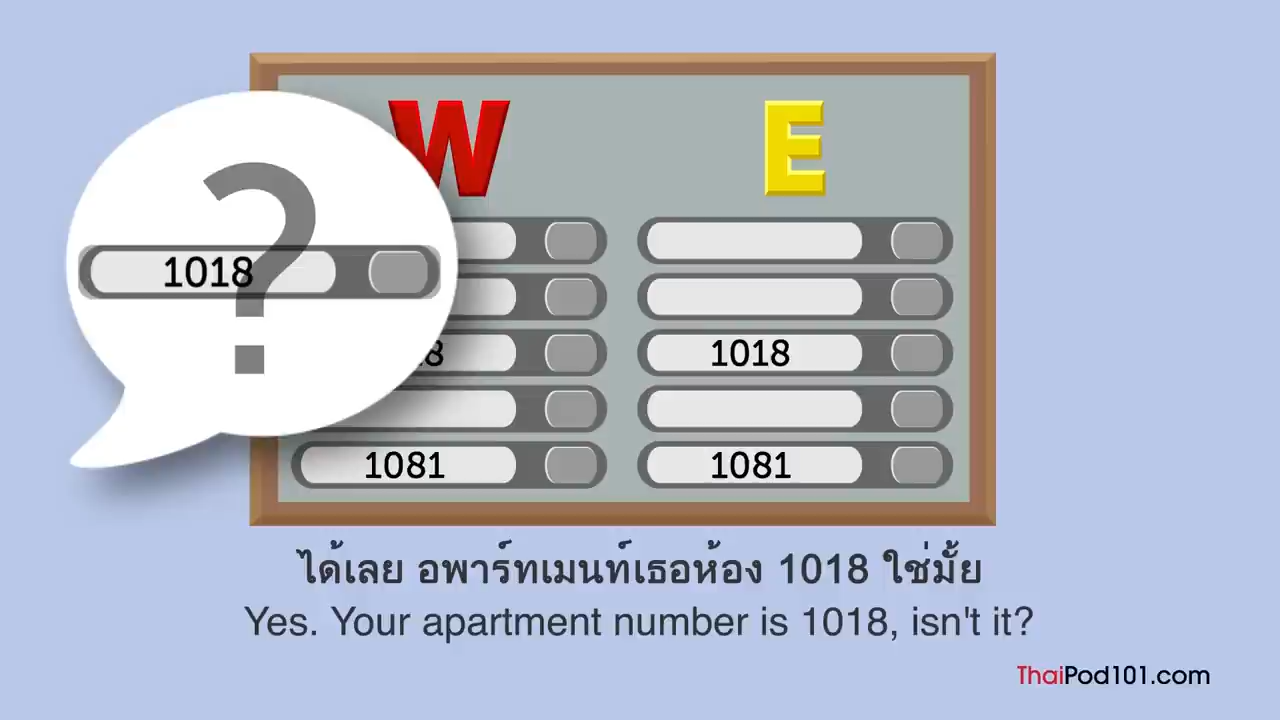 W E
1018
1018
1081 1081
ได้เลย อพาร์ทเมนท์เธอห้อง 1018 ใช่มั้ย
Yes. Your apartment number is 1018, isn't it?
ThaiPod101.com